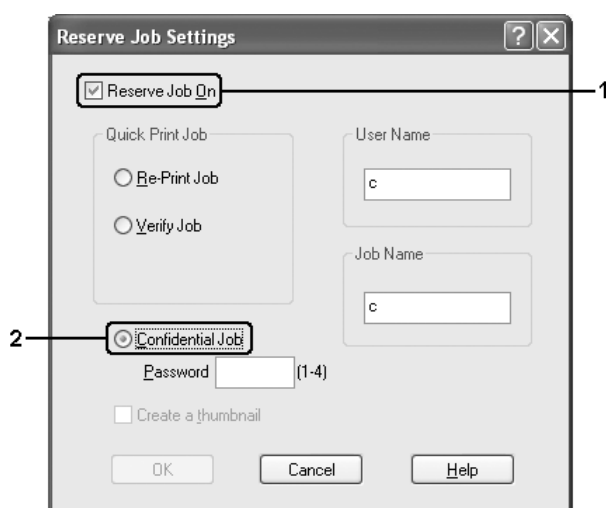 Reserve Job Settings
Reserve Job On
1
Quick Print Job
Re-Print Job
Verify Job
User Name
c
Job Name
c
2
Confidential Job
Password
(1-4)
Create a thumbnail
OK
Cancel
Help